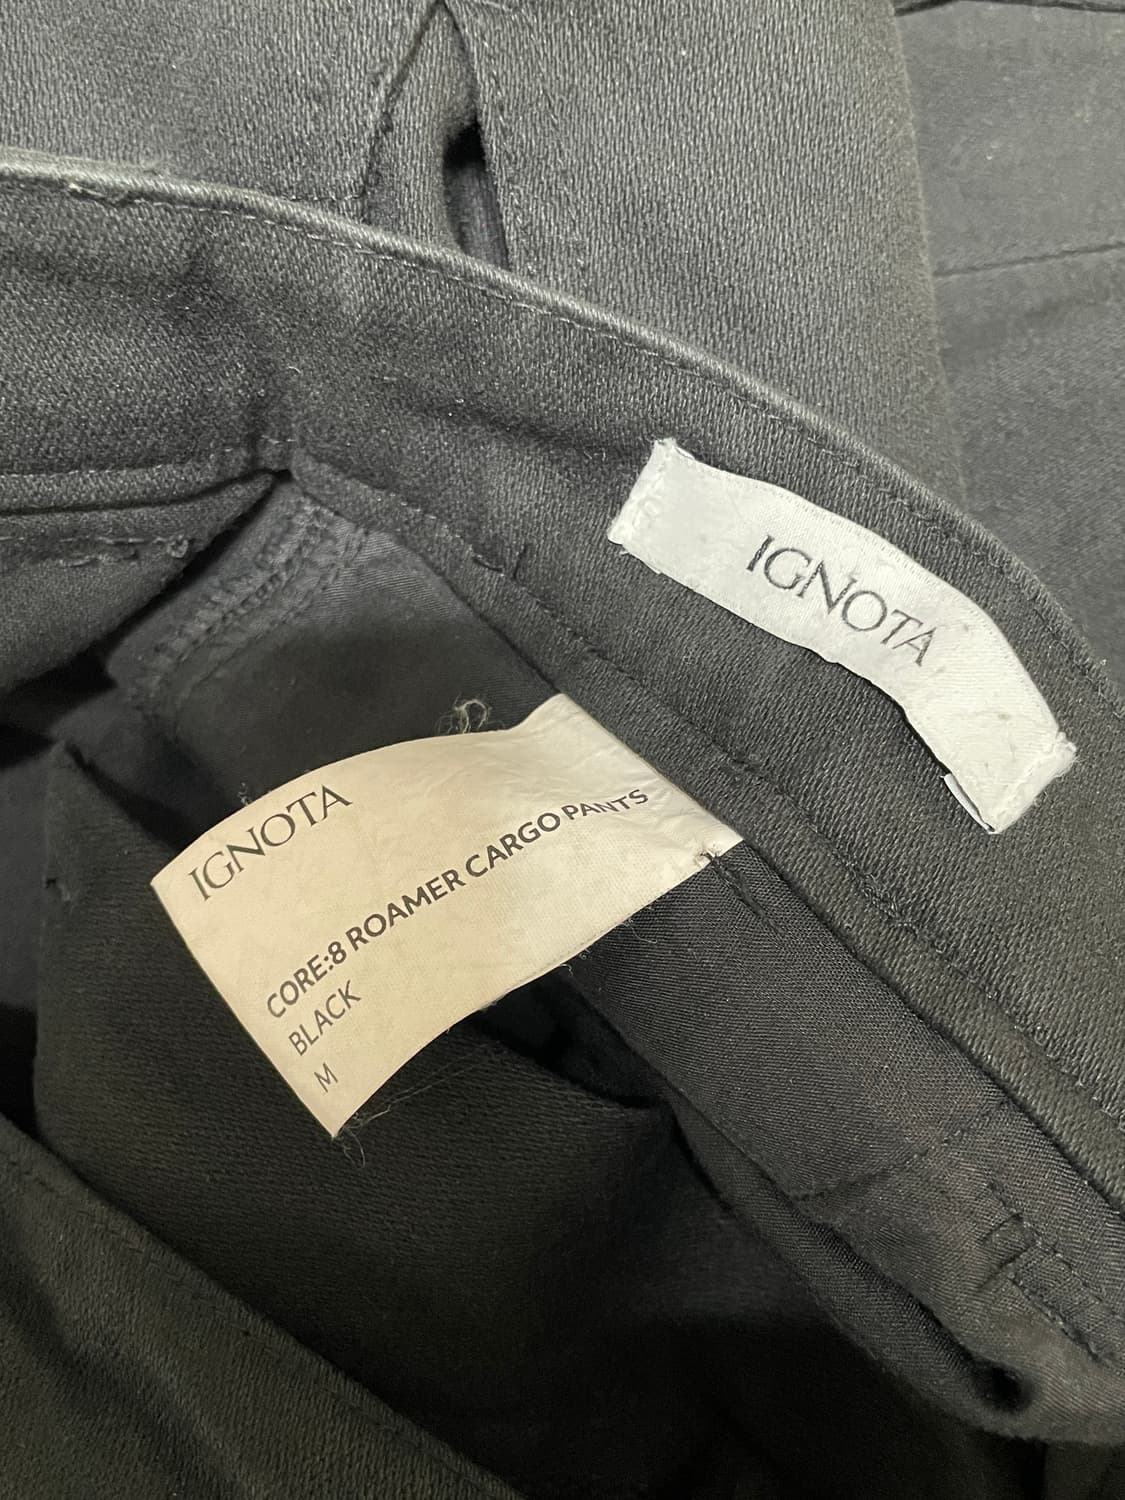 IGNOTA
IGNOTA
CORE:8 ROAMER CARGO PANTS
BLACK
M